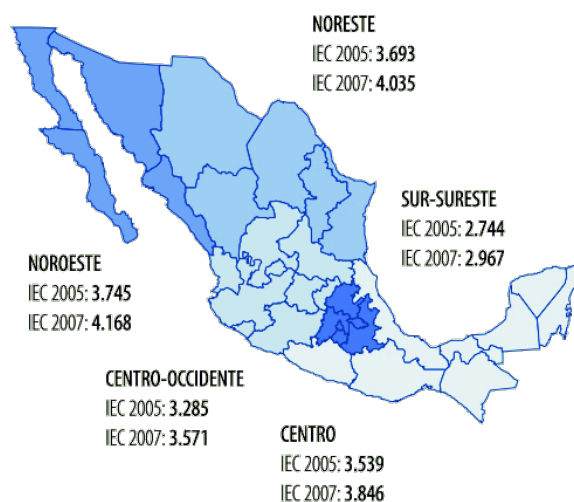 NORESTE
IEC 2005: 3.693
IEC 2007: 4.035
SUR-SURESTE
IEC 2005: 2.744
IEC 2007: 2.967
NOROESTE
IEC 2005: 3.745
IEC 2007: 4.168
CENTRO-OCCIDENTE
IEC 2005: 3.285
IEC 2007: 3.571
CENTRO
IEC 2005: 3.539
IEC 2007: 3.846